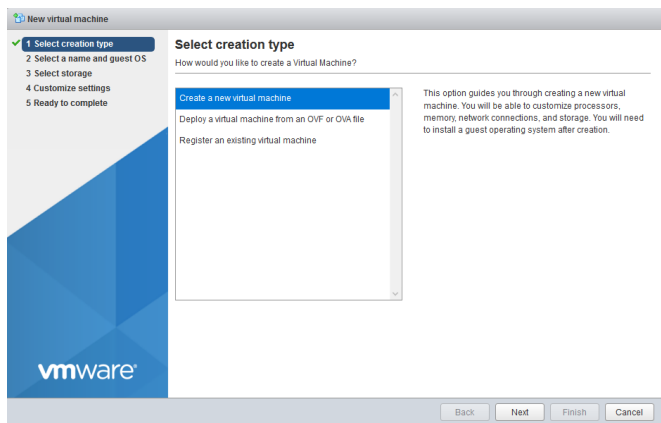 New virtual machine
1 Select creation type
2 Select a name and guest OS
3 Select storage
4 Customize settings
5 Ready to complete
Select creation type
How would you like to create a Virtual Machine?
Create a new virtual machine
Deploy a virtual machine from an OVF or OVA file
Register an existing virtual machine
This option guides you through creating a new virtual
machine. You will be able to customize processors,
memory, network connections, and storage. You will need
to install a guest operating system after creation.
vmware®
Back Next Finish Cancel